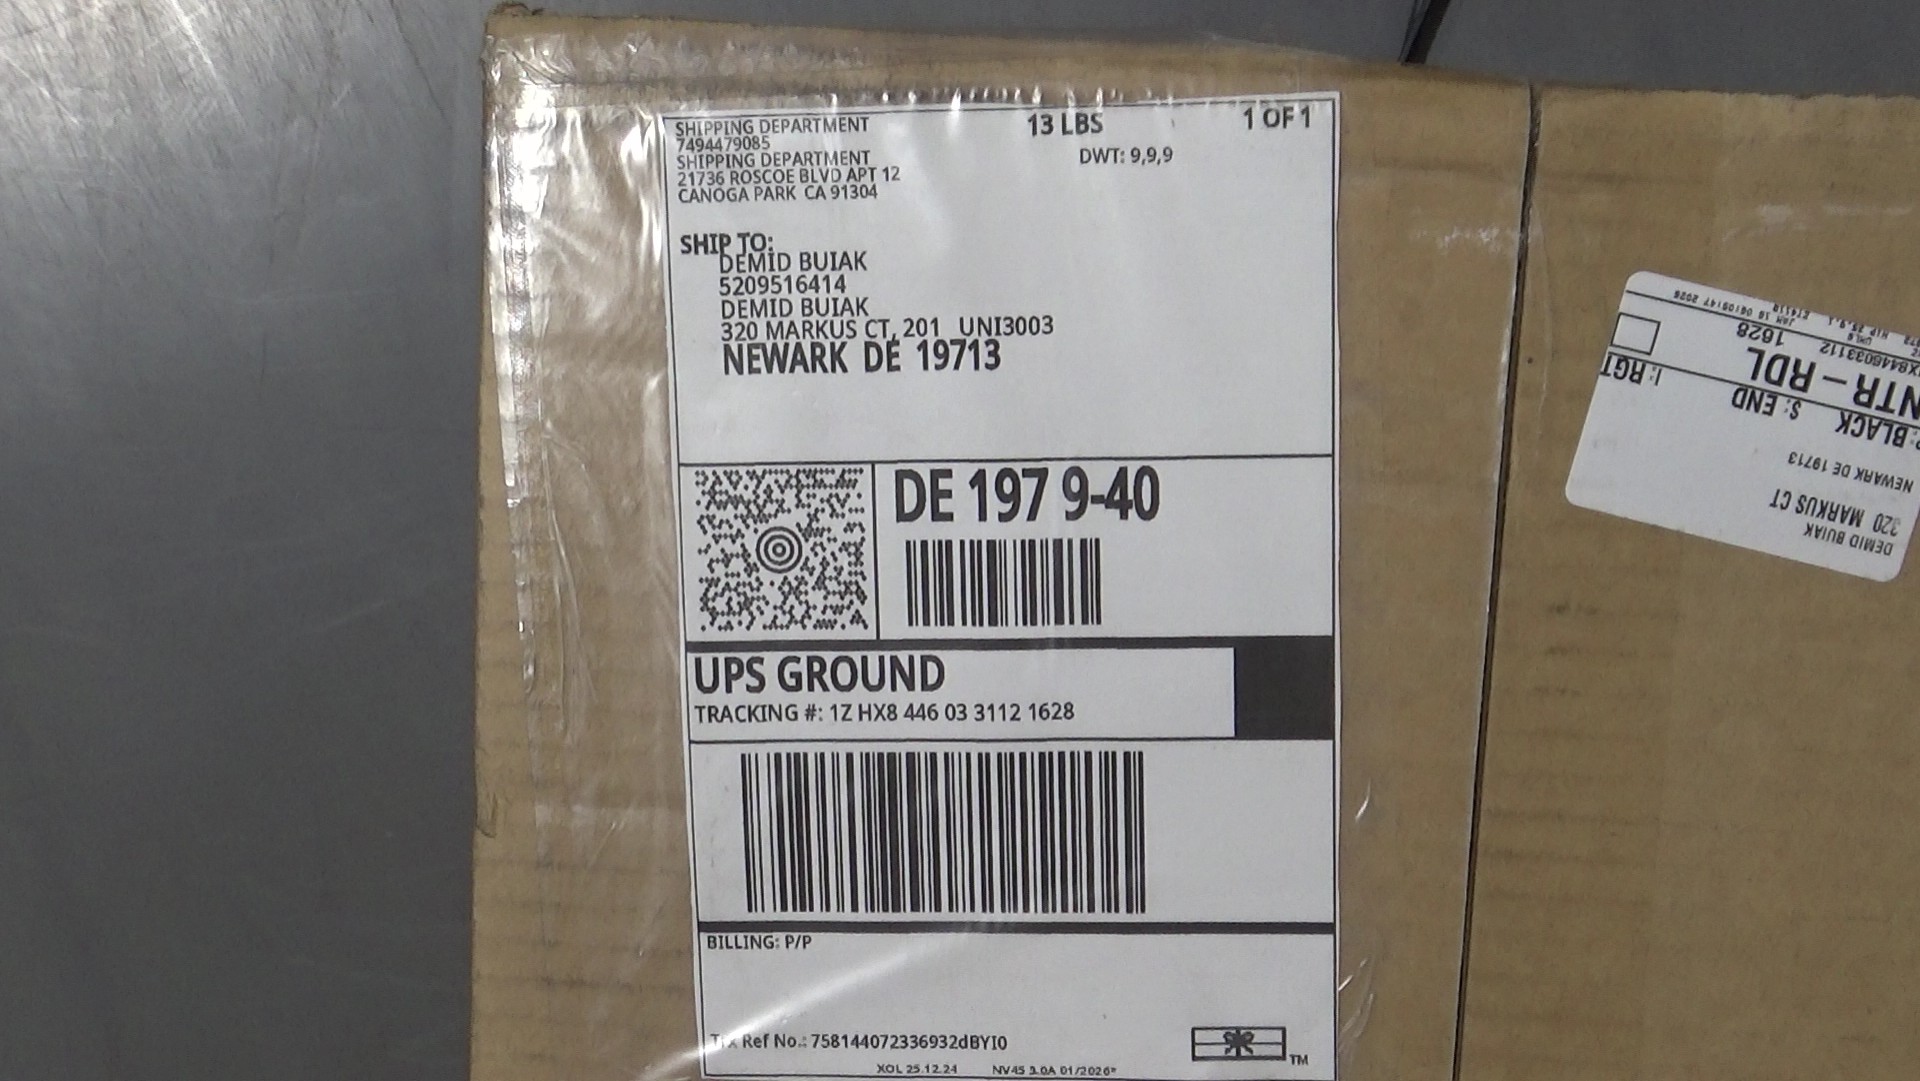 SHIPPING DEPARTMENT
7494479085
SHIPPING DEPARTMENT
21736 ROSCOE BLVD APT 12
CANOGA PARK CA 91304
13 LBS
1 OF 1
DWT: 9,9,9
SHIP TO:
DEMID BUIAK
5209516414
DEMID BUIAK
320 MARKUS CT, 201 UNI3003
NEWARK DE 19713
DE 197 9-40
UPS GROUND
TRACKING #: 1Z HX8 446 03 3112 1628
BILLING: P/P
Trx Ref No.: 758144072336932dBYI0
XOL 25.12.24 NV45 3.0A 01/2026*
TM
DEMID BUIAK
320 MARKUS CT
NEWARK DE 19713
BLACK S: END I: RGT
NTR-RDL
X8446033112 1628